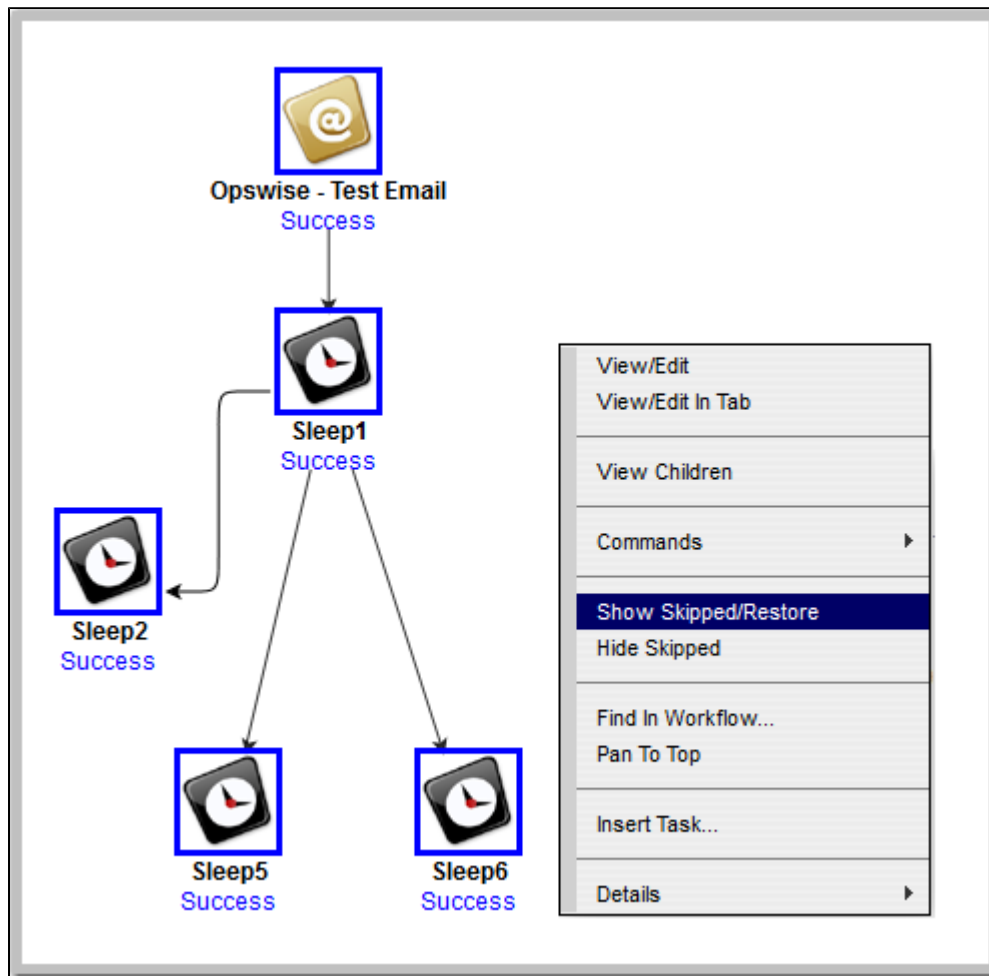 @
Opswise - Test Email
Success
Sleep1
Success
Sleep2
Success
Sleep5
Success
Sleep6
Success
View/Edit
View/Edit In Tab
View Children
Commands
Show Skipped/Restore
Hide Skipped
Find In Workflow...
Pan To Top
Insert Task...
Details